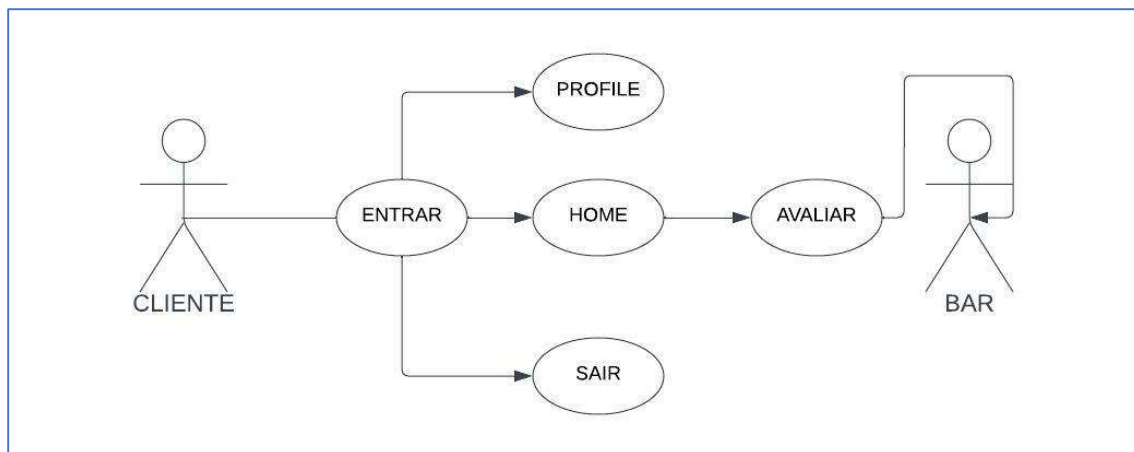 PROFILE
ENTRAR
HOME
AVALIAR
CLIENTE
BAR
SAIR